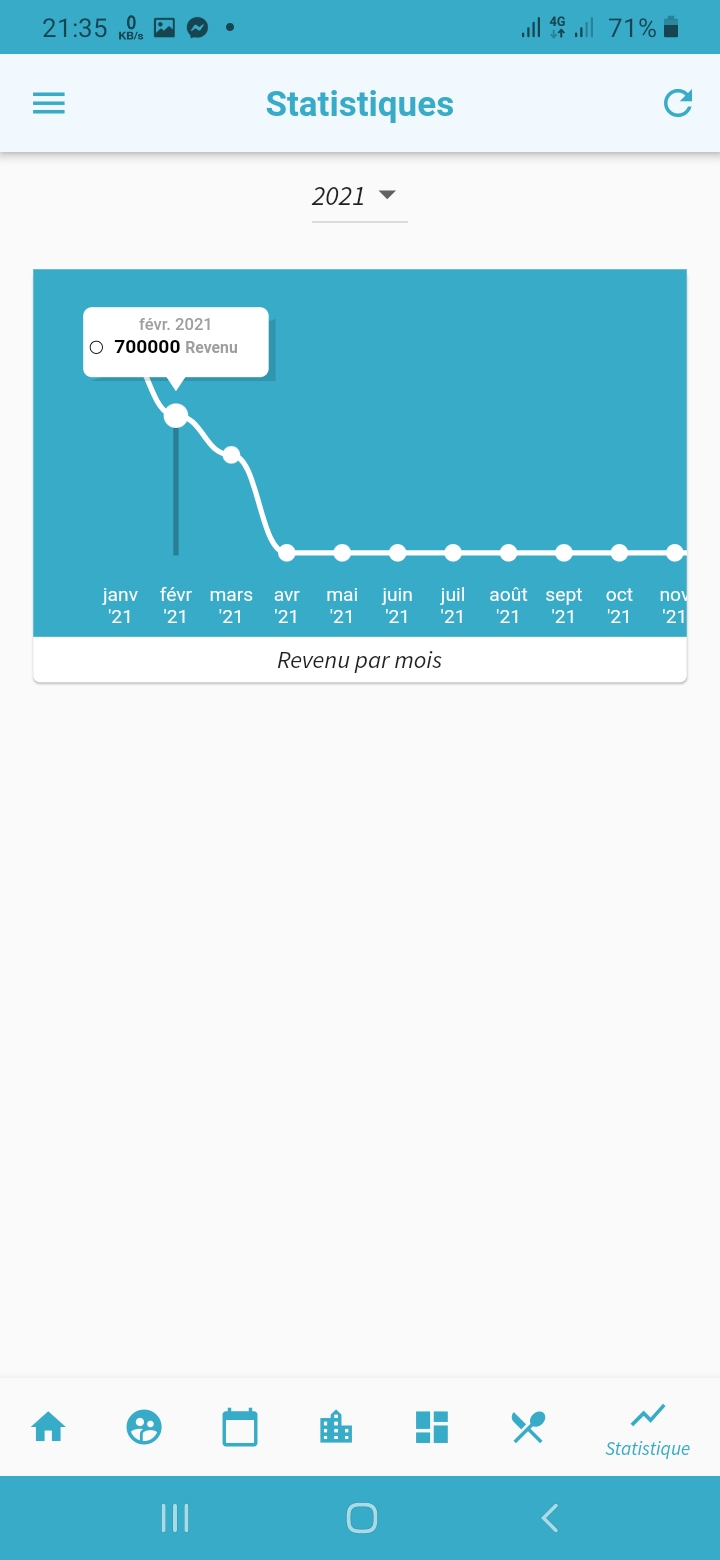 21:35 0 KB/s 4G 71%
Statistiques
2021
févr. 2021
700000 Revenu
janv févr mars avr mai juin juil août sept oct nov
'21 '21 '21 '21 '21 '21 '21 '21 '21 '21 '21
Revenu par mois
Statistique